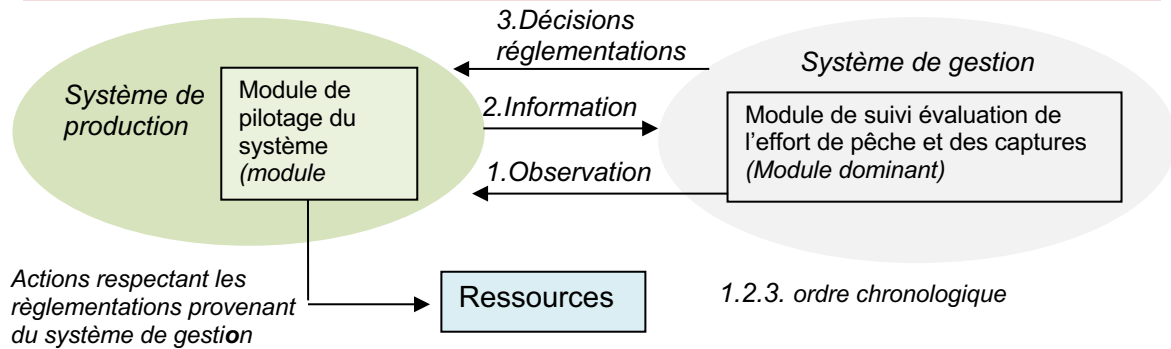 3.Décisions
réglementations
Système de gestion
Système de
production
Module de
pilotage du
système
(module
2.Information
Module de suivi évaluation de
l’effort de pêche et des captures
(Module dominant)
1.Observation
Actions respectant les
règlementations provenant
du système de gestion
Ressources
1.2.3. ordre chronologique